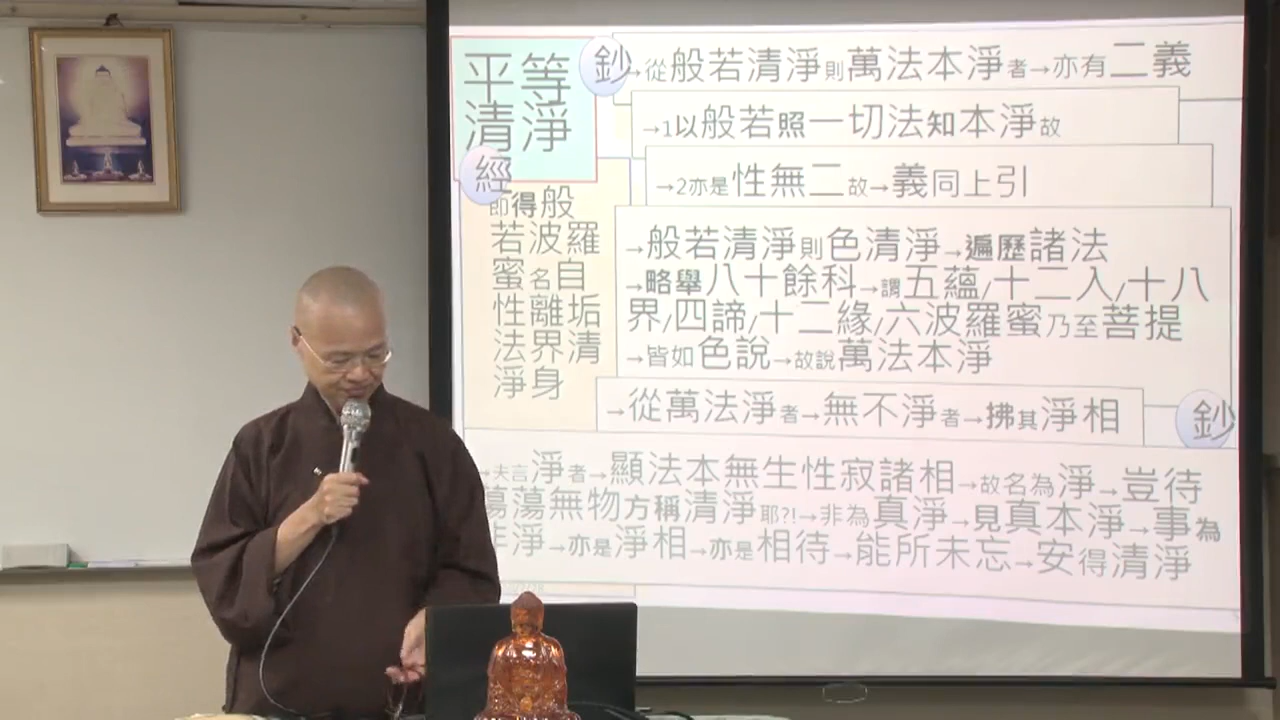 平等
清淨
經
即得般
若波羅
蜜名自
性離垢
法界清
淨身
鈔
→從般若清淨則萬法本淨者→亦有二義
→1以般若照一切法知本淨故
→2亦是性無二故→義同上引
→般若清淨則色清淨→遍歷諸法
→略舉八十餘科→謂五蘊/十二入/十八
界/四諦/十二緣/六波羅蜜乃至菩提
→皆如色說→故說萬法本淨
→從萬法淨者→無不淨者→拂其淨相
鈔
→夫言淨者→顯法本無生性寂諸相→故名為淨→豈待
蕩蕩無物方稱清淨耶?!→非為真淨→見真本淨→事為
非淨→亦是淨相→亦是相待→能所未忘→安得清淨